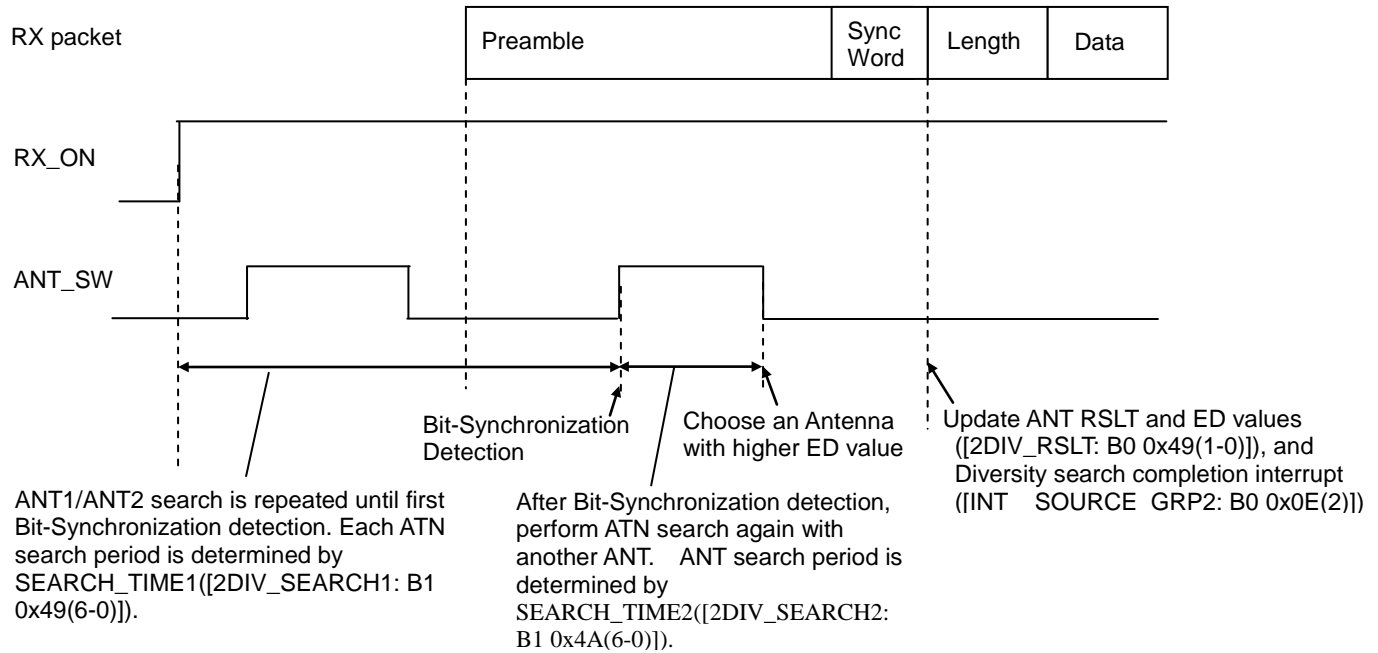 RX packet
Preamble
Sync
Word
Length
Data
RX_ON
ANT_SW
Bit-Synchronization
Detection
Choose an Antenna
with higher ED value
Update ANT RSLT and ED values
([2DIV_RSLT: B0 0x49(1-0)]), and
Diversity search completion interrupt
([INT SOURCE GRP2: B0 0x0E(2)])
ANT1/ANT2 search is repeated until first
Bit-Synchronization detection. Each ATN
search period is determined by
SEARCH_TIME1([2DIV_SEARCH1: B1
0x49(6-0)]).
After Bit-Synchronization detection,
perform ATN search again with
another ANT. ANT search period is
determined by
SEARCH_TIME2([2DIV_SEARCH2:
B1 0x4A(6-0)]).